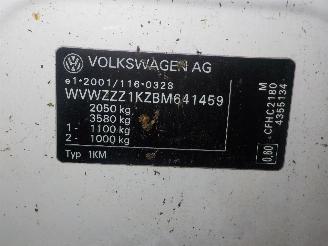 VOLKSWAGEN AG
e1*2001/116*0328
WVWZZZ1KZBM641459
2050 kg
3580 kg
1- 1100 kg
2- 1000 kg
Typ 1KM
M
CFHC2180
4355134
0,60